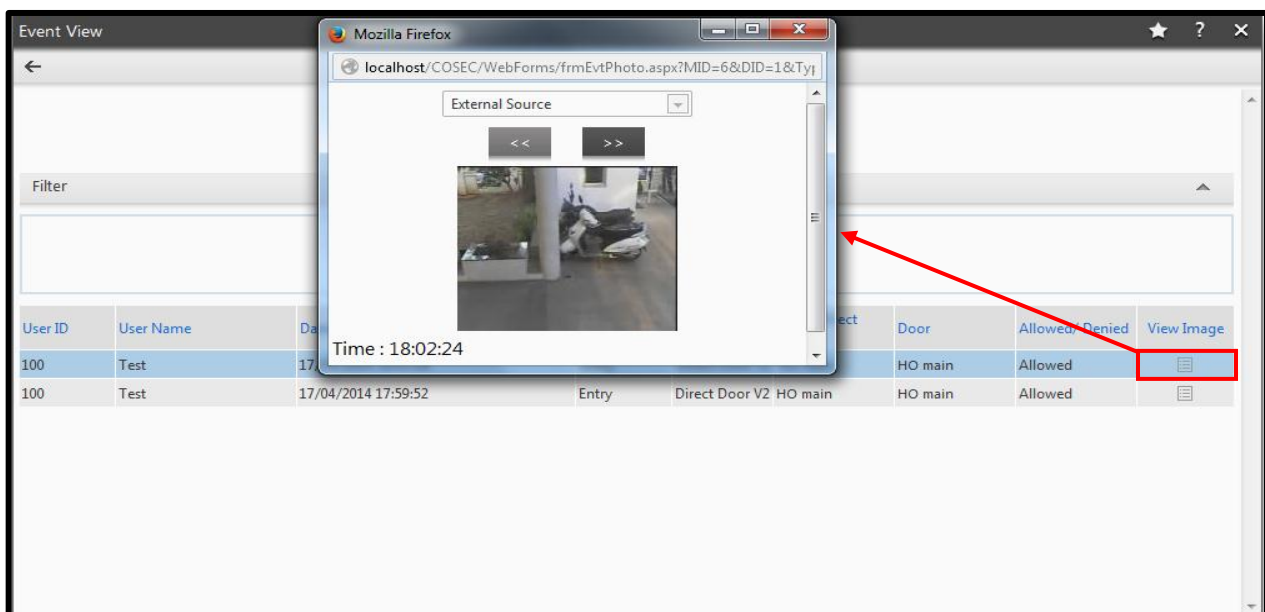 Event View
? ×
Mozilla Firefox
localhost/COSEC/WebForms/frmEvtPhoto.aspx?MID=6&DID=1&Ty
External Source
<< >>
Filter
Time : 18:02:24
User ID User Name Da ect Door Allowed/ Denied View Image
100 Test 17/ HO main Allowed
100 Test 17/04/2014 17:59:52 Entry Direct Door V2 HO main HO main Allowed